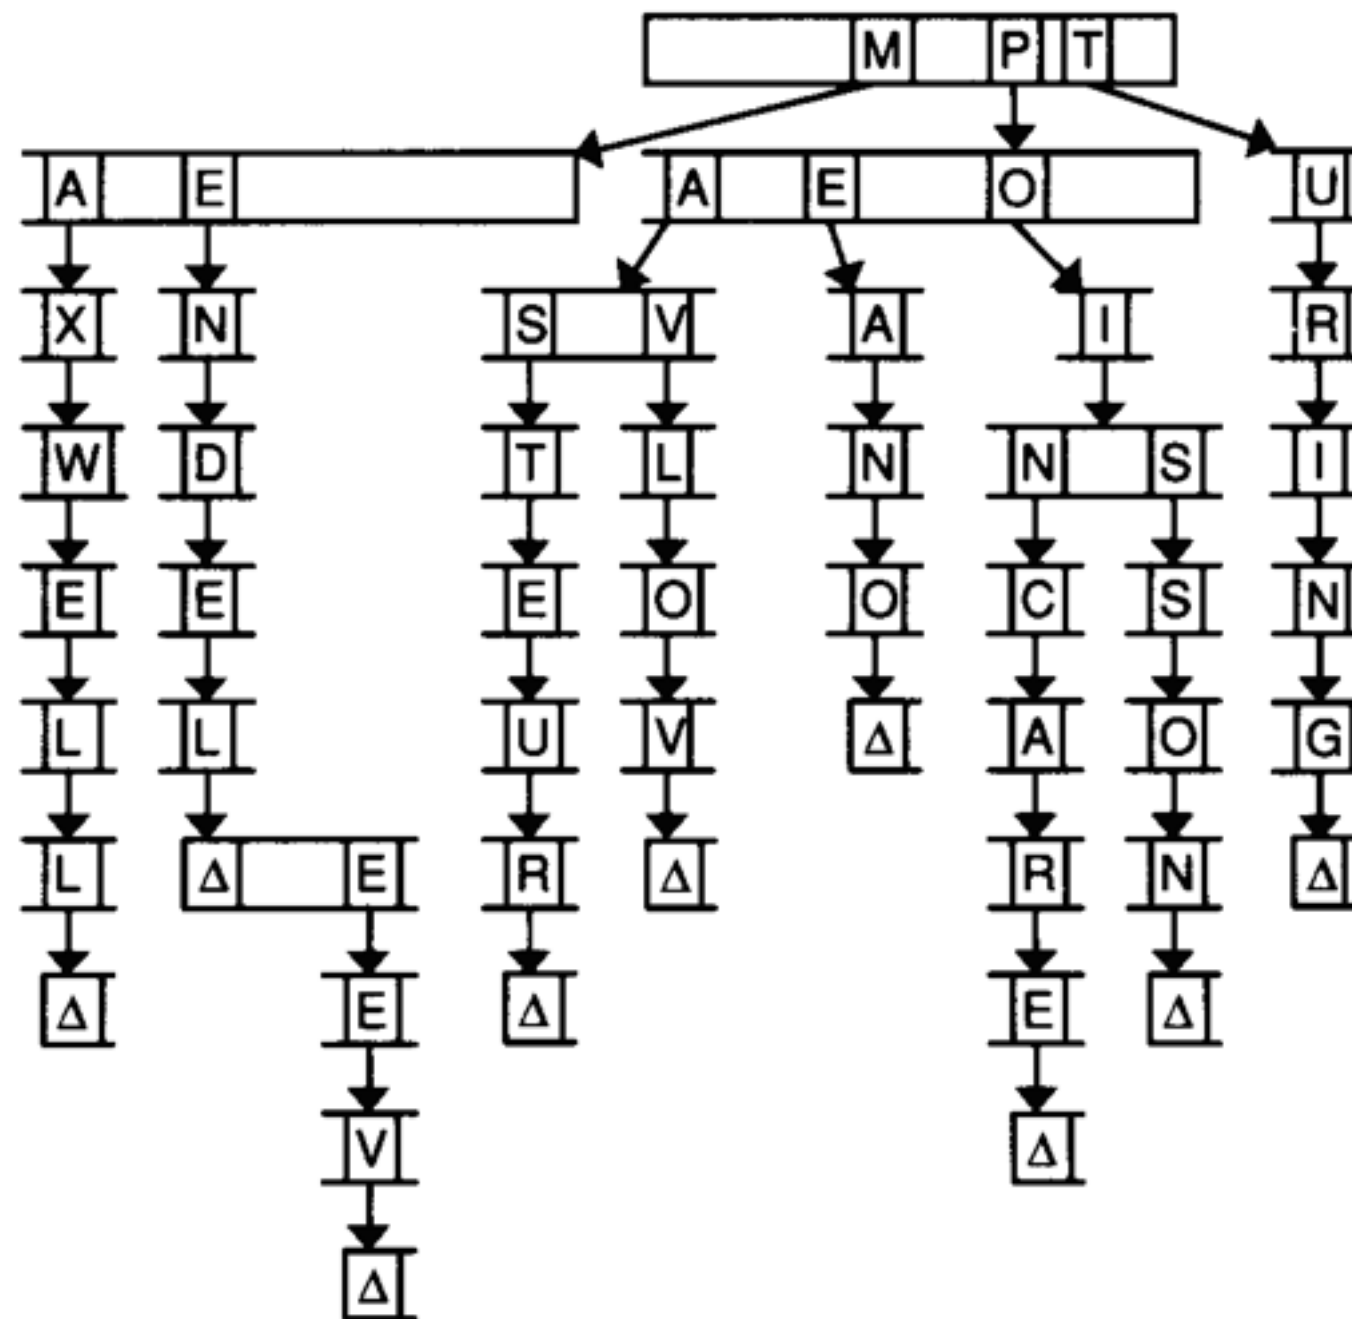 M P T
A E A E O U
X N S V A I R
W D T L N N S I
E E E O O C S N
L L U V Δ A O G
L Δ E R Δ R N Δ
Δ E Δ E Δ
V Δ
Δ